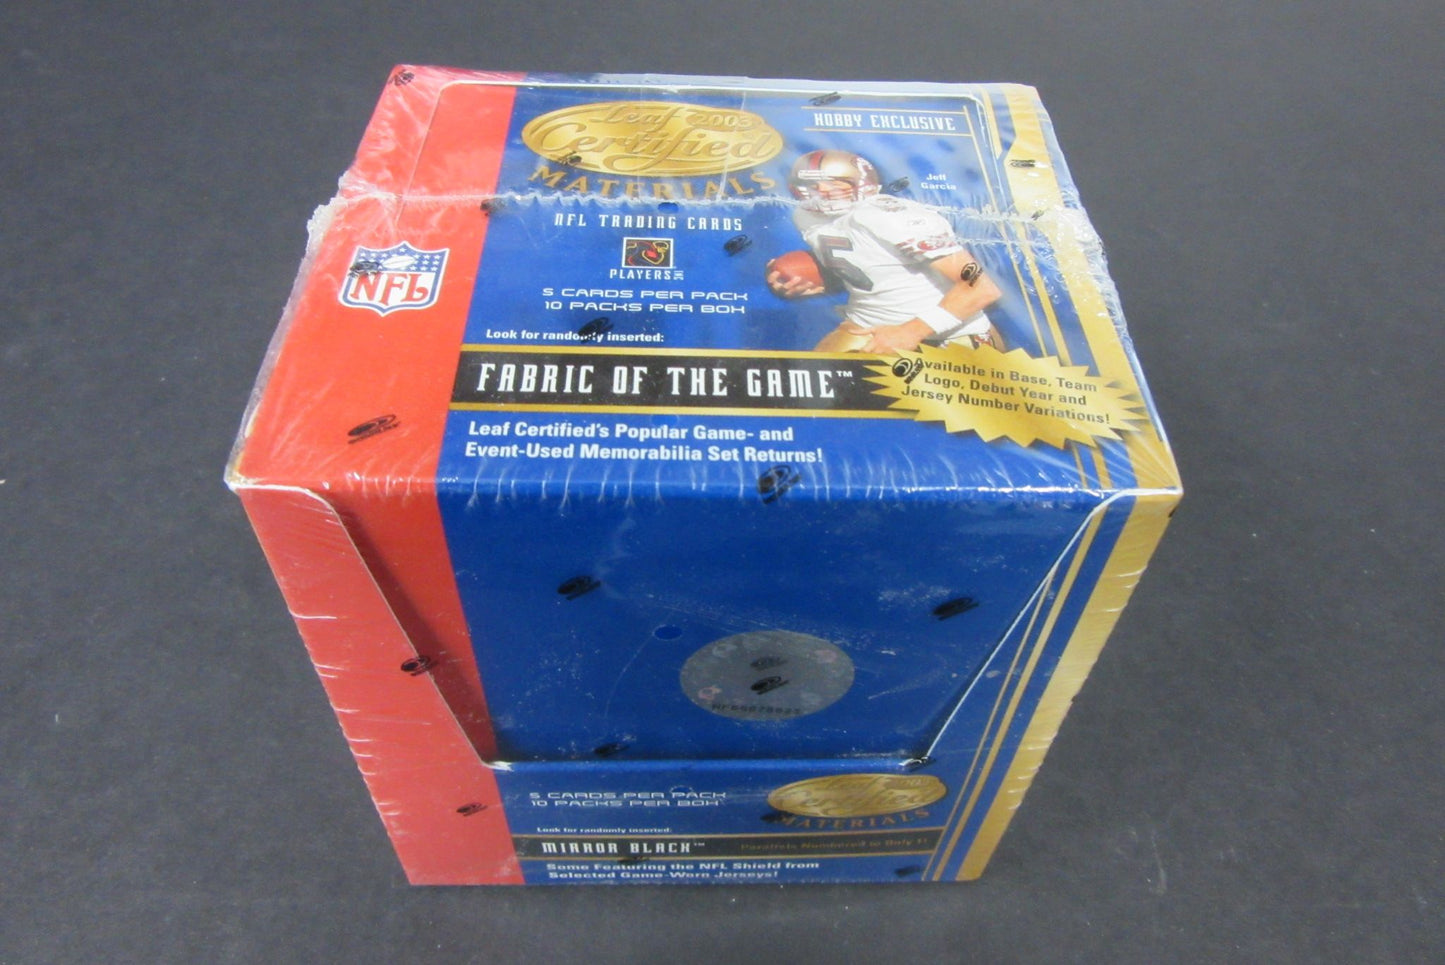 Leaf 2003
Certified
MATERIALS
HOBBY EXCLUSIVE
Jeff
Garcia
NFL TRADING CARDS
NFL
PLAYERS INC
5 CARDS PER PACK
10 PACKS PER BOX
Look for randomly inserted:
FABRIC OF THE GAME™
Available in Base, Team
Logo, Debut Year and
Jersey Number Variations!
Leaf Certified's Popular Game- and
Event-Used Memorabilia Set Returns!
5 CARDS PER PACK
10 PACKS PER BOX
Leaf
Certified
MATERIALS
Look for randomly inserted:
MIRROR BLACK™
Parallels Numbered to Only 1!
Some Featuring the NFL Shield from
Selected Game-Worn Jerseys!